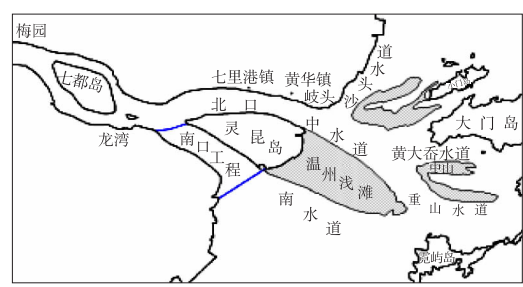 梅园
七都岛
龙湾
七里港镇
黄华镇
岐头
北口
灵昆岛
南口工程
中水道
沙头水道
温州浅滩
南水道
大门岛
黄大岙水道
中山
重山水道
霓屿岛